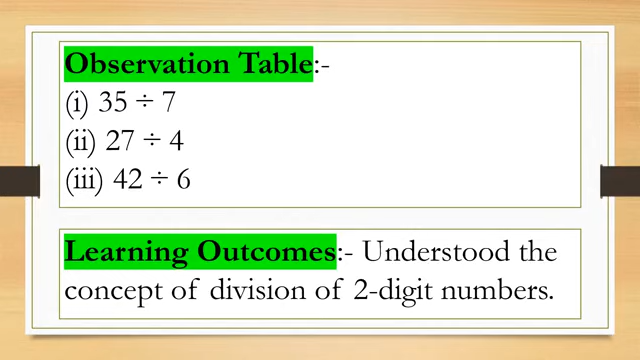 Observation Table:-
(i) 35 ÷ 7
(ii) 27 ÷ 4
(iii) 42 ÷ 6
Learning Outcomes:- Understood the
concept of division of 2-digit numbers.